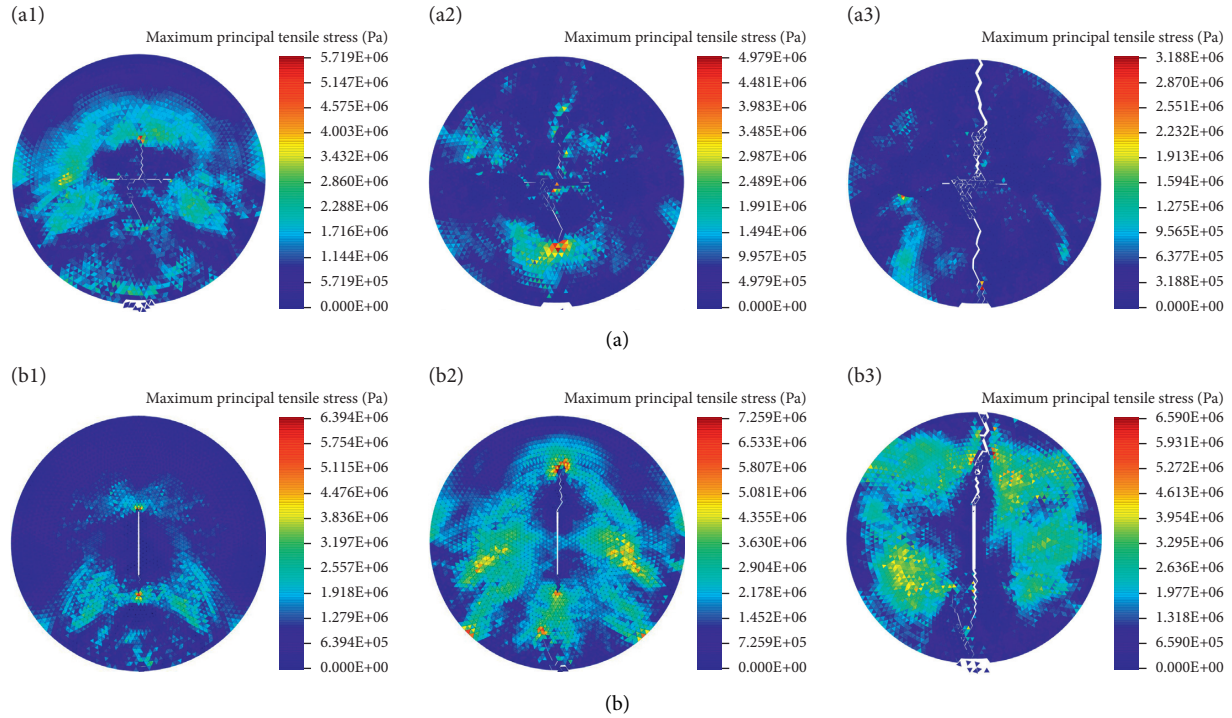 (a1)
Maximum principal tensile stress (Pa)
5.719E+06
5.147E+06
4.575E+06
4.003E+06
3.432E+06
2.860E+06
2.288E+06
1.716E+06
1.144E+06
5.719E+05
0.000E+00
(a2)
Maximum principal tensile stress (Pa)
4.979E+06
4.481E+06
3.983E+06
3.485E+06
2.987E+06
2.489E+06
1.991E+06
1.494E+06
9.957E+05
4.979E+05
0.000E+00
(a3)
Maximum principal tensile stress (Pa)
3.188E+06
2.870E+06
2.551E+06
2.232E+06
1.913E+06
1.594E+06
1.275E+06
9.565E+05
6.377E+05
3.188E+05
0.000E+00
(a)
(b1)
Maximum principal tensile stress (Pa)
6.394E+06
5.754E+06
5.115E+06
4.476E+06
3.836E+06
3.197E+06
2.557E+06
1.918E+06
1.279E+06
6.394E+05
0.000E+00
(b2)
Maximum principal tensile stress (Pa)
7.259E+06
6.533E+06
5.807E+06
5.081E+06
4.355E+06
3.630E+06
2.904E+06
2.178E+06
1.452E+06
7.259E+05
0.000E+00
(b3)
Maximum principal tensile stress (Pa)
6.590E+06
5.931E+06
5.272E+06
4.613E+06
3.954E+06
3.295E+06
2.636E+06
1.977E+06
1.318E+06
6.590E+05
0.000E+00
(b)